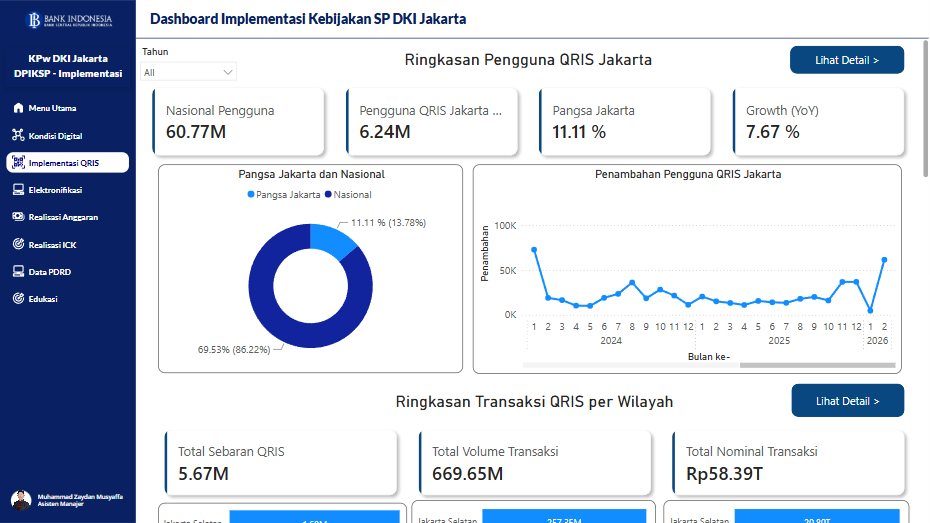 BANK INDONESIA
BANK SENTRAL REPUBLIK INDONESIA
Dashboard Implementasi Kebijakan SP DKI Jakarta
KPw DKI Jakarta
DPIKSP - Implementasi
Menu Utama
Kondisi Digital
Implementasi QRIS
Elektronifikasi
Realisasi Anggaran
Realisasi ICK
Data PDRD
Edukasi
Muhammad Zaydan Musyaffa
Asisten Manajer
Tahun
All
Ringkasan Pengguna QRIS Jakarta
Lihat Detail >
Nasional Pengguna
60.77M
Pengguna QRIS Jakarta ...
6.24M
Pangsa Jakarta
11.11 %
Growth (YoY)
7.67 %
Pangsa Jakarta dan Nasional
Pangsa Jakarta Nasional
11.11 % (13.78%)
69.53% (86.22%)
Penambahan Pengguna QRIS Jakarta
Penambahan
100K
50K
0K
1 2 3 4 5 6 7 8 9 10 11 12 1 2 3 4 5 6 7 8 9 10 11 12 1 2
2024 2025 2026
Bulan ke-
Ringkasan Transaksi QRIS per Wilayah
Lihat Detail >
Total Sebaran QRIS
5.67M
Total Volume Transaksi
669.65M
Total Nominal Transaksi
Rp58.39T
Jakarta Selatan
Jakarta Selatan 257.35M
Jakarta Selatan